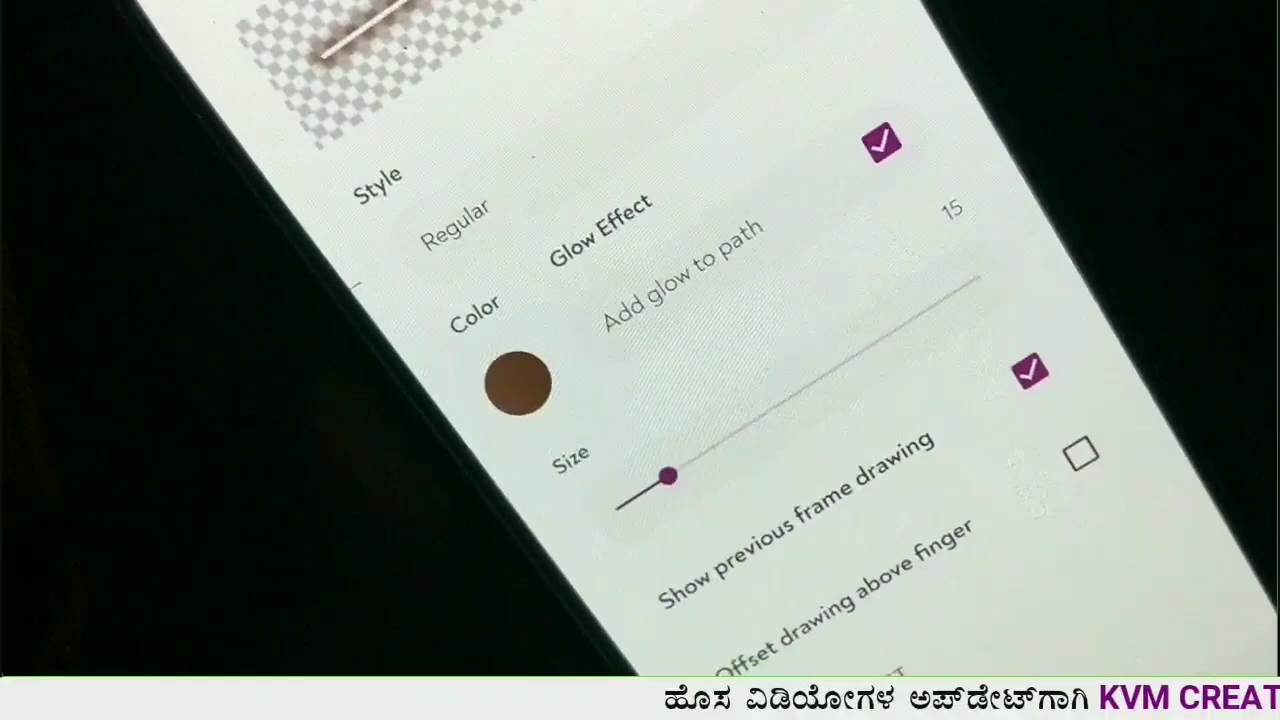 Style
Regular
Glow Effect
Add glow to path
Color
15
Size
Show previous frame drawing
Offset drawing above finger
ಹೊಸ ವಿಡಿಯೋಗಳ ಅಪ್‌ಡೇಟ್‌ಗಾಗಿ KVM CREAT